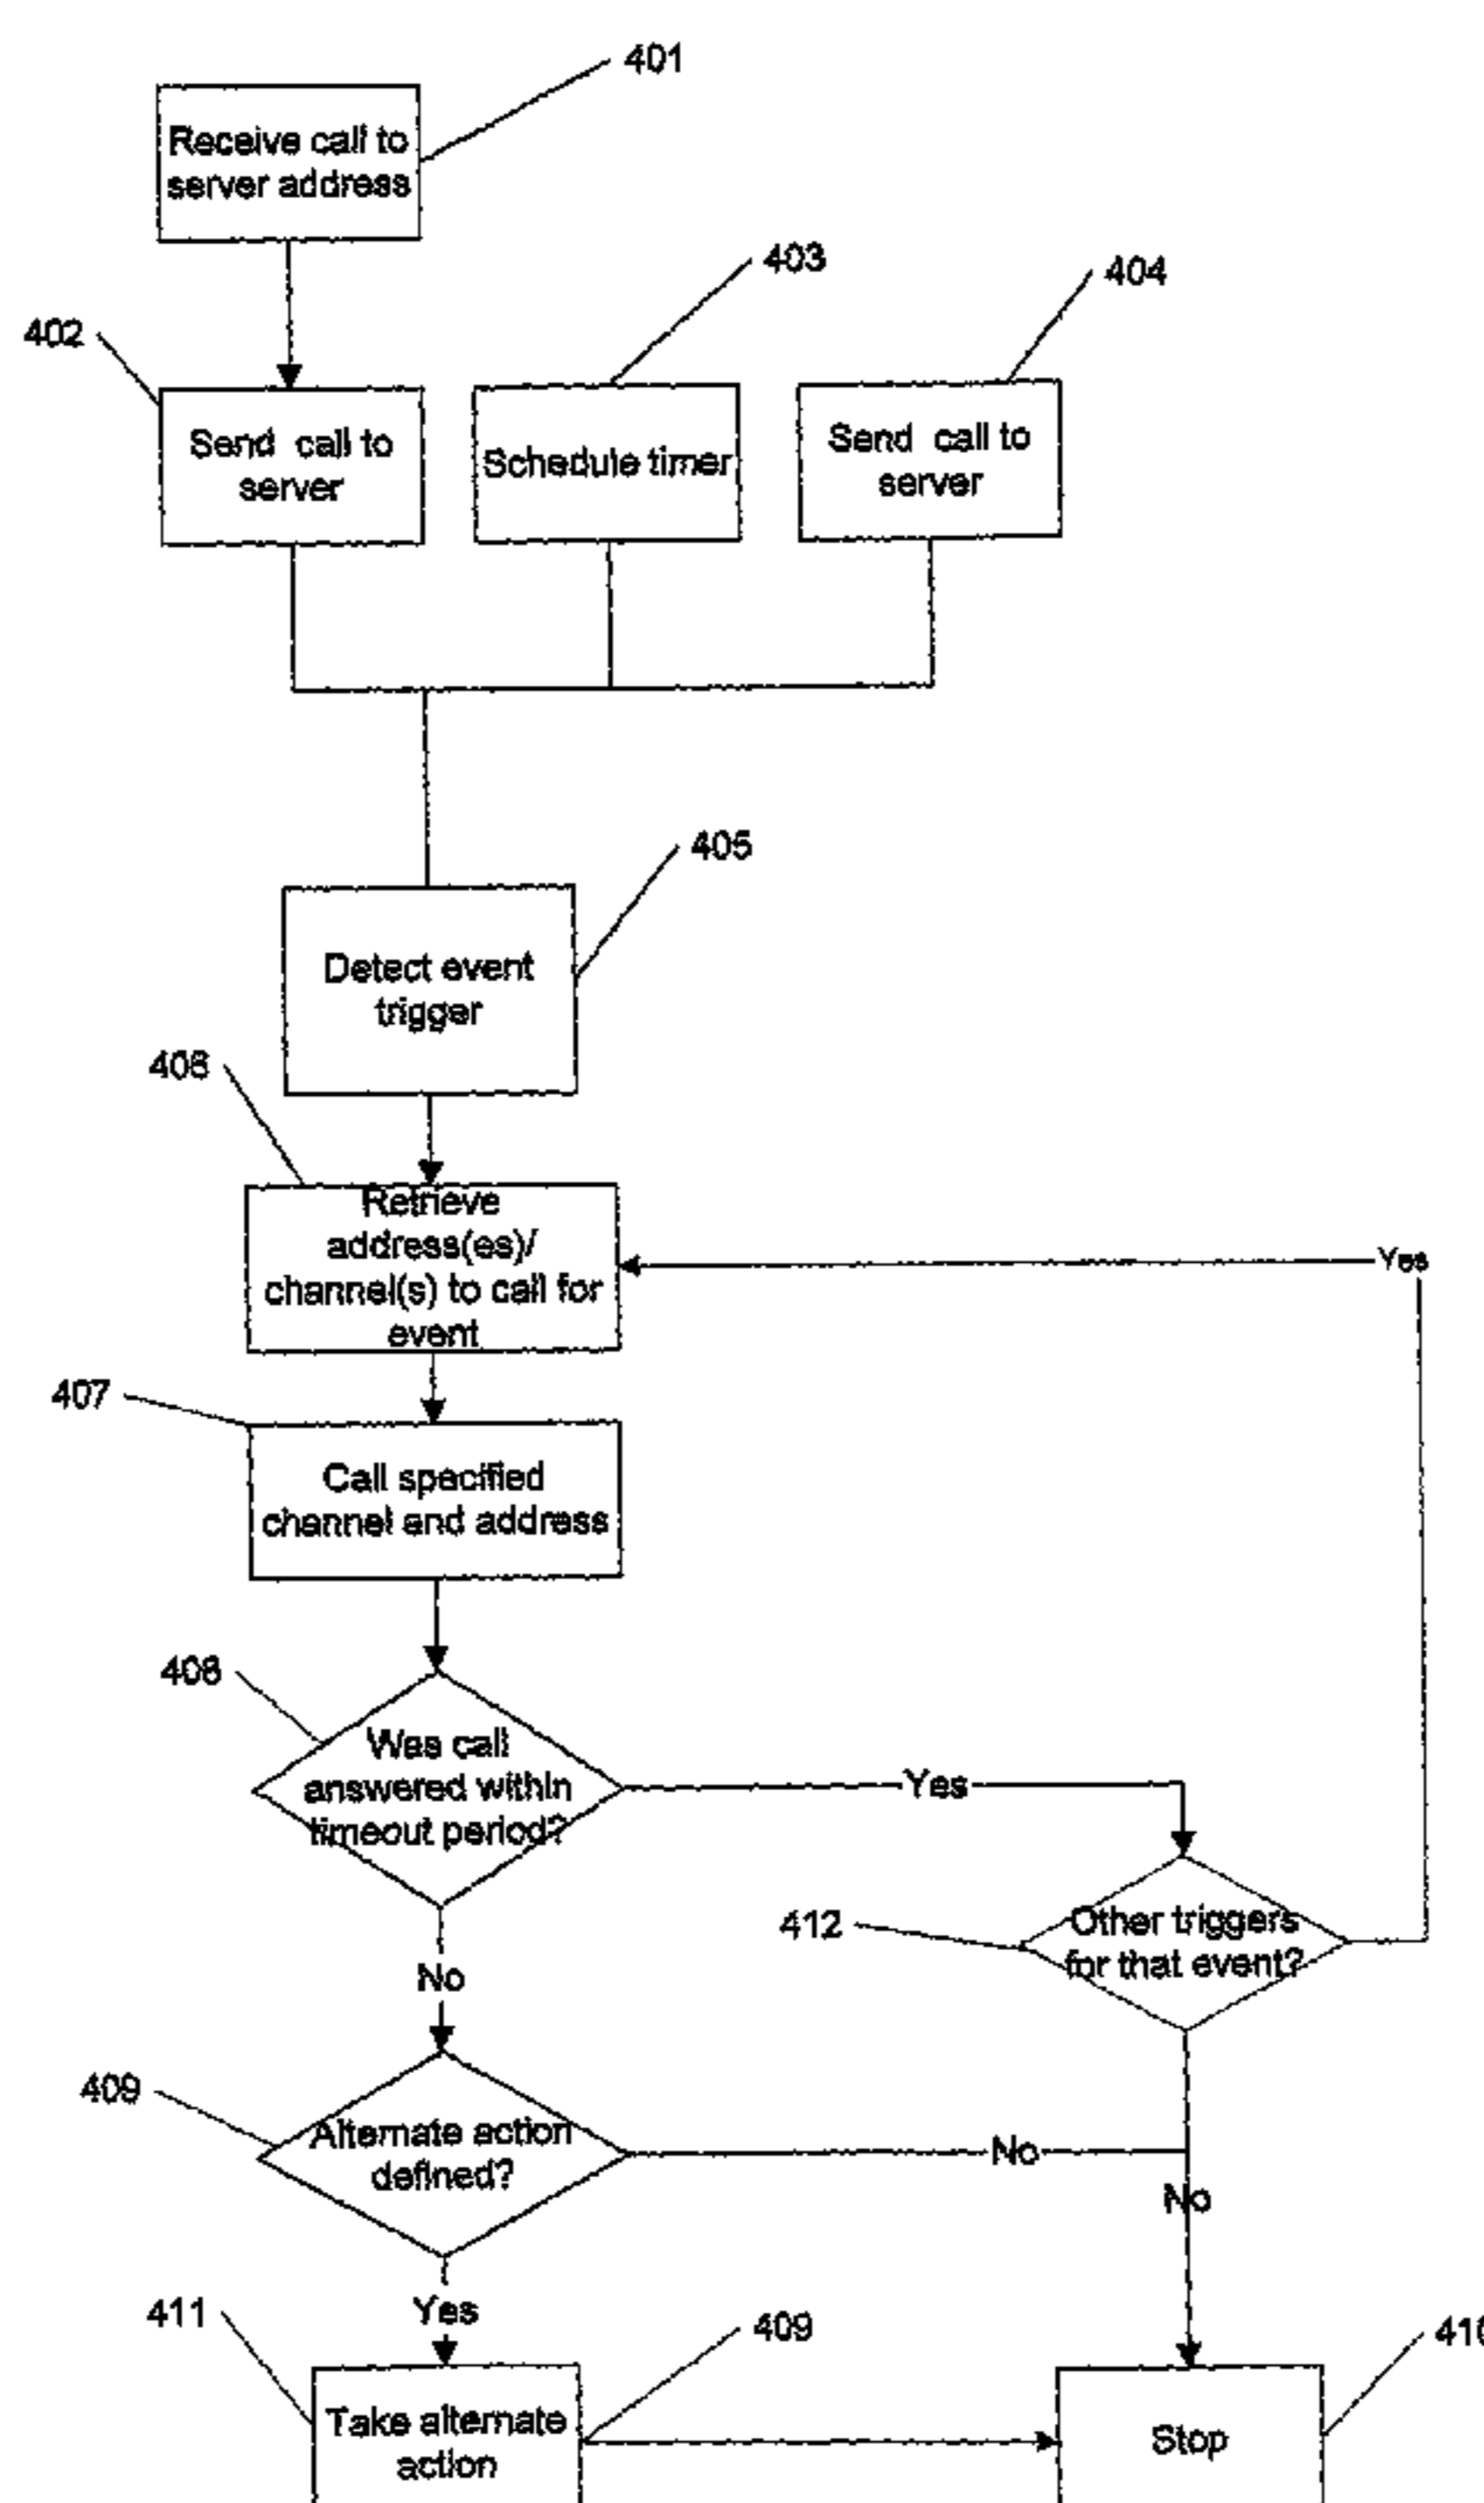 401
Receive call to
server address
403
404
402
Send call to
server
Schedule timer
Send call to
server
405
Detect event
trigger
406
Retrieve
address(es)/
channel(s) to call for
event
Yes
407
Call specified
channel and address
408
Was call
answered within
timeout period?
Yes
412
Other triggers
for that event?
No
409
Alternate action
defined?
No
No
Yes
411
409
410
Take alternate
action
Stop